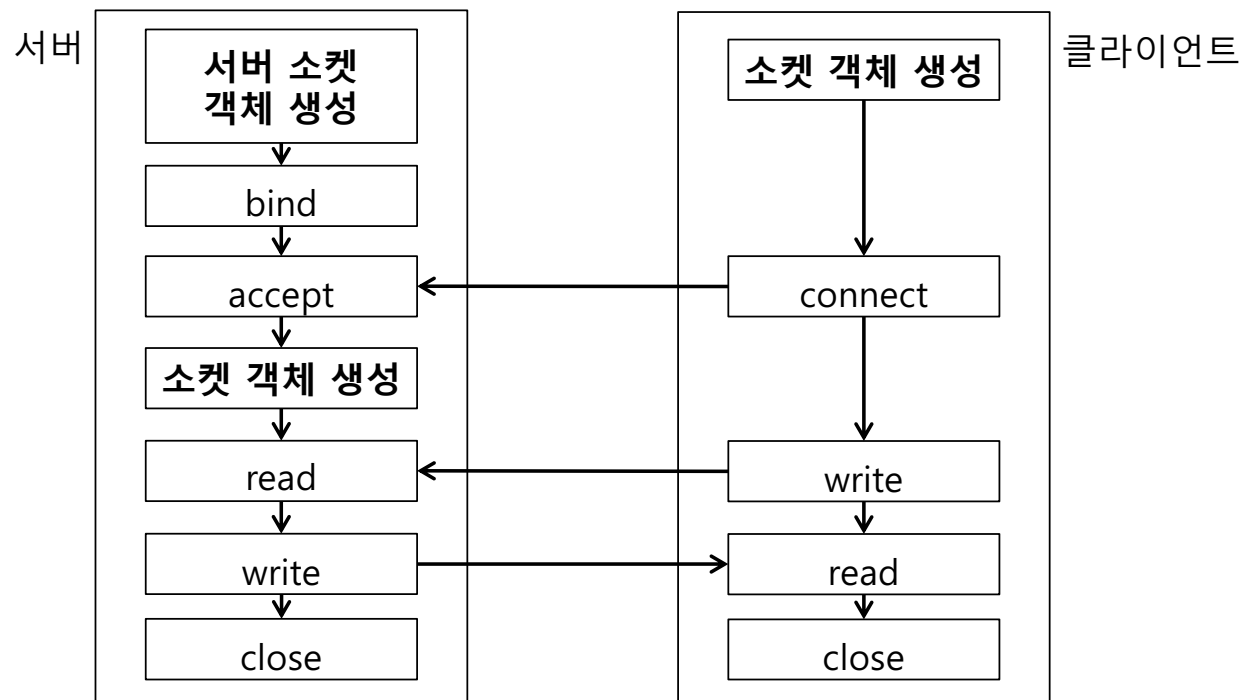 서버
서버 소켓
객체 생성
bind
accept
소켓 객체 생성
read
write
close
클라이언트
소켓 객체 생성
connect
write
read
close